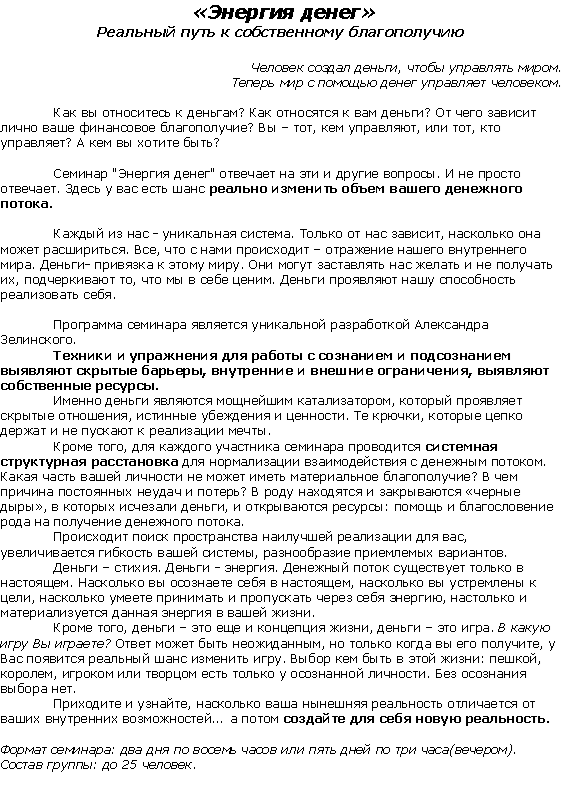 «Энергия денег»
Реальный путь к собственному благополучию
Человек создал деньги, чтобы управлять миром.
Теперь мир с помощью денег управляет человеком.
Как вы относитесь к деньгам? Как относятся к вам деньги? От чего зависит
лично ваше финансовое благополучие? Вы – тот, кем управляют, или тот, кто
управляет? А кем вы хотите быть?
Семинар "Энергия денег" отвечает на эти и другие вопросы. И не просто
отвечает. Здесь у вас есть шанс реально изменить объем вашего денежного
потока.
Каждый из нас - уникальная система. Только от нас зависит, насколько она
может расшириться. Все, что с нами происходит – отражение нашего внутреннего
мира. Деньги- привязка к этому миру. Они могут заставлять нас желать и не получать
их, подчеркивают то, что мы в себе ценим. Деньги проявляют нашу способность
реализовать себя.
Программа семинара является уникальной разработкой Александра
Зелинского.
Техники и упражнения для работы с сознанием и подсознанием
выявляют скрытые барьеры, внутренние и внешние ограничения, выявляют
собственные ресурсы.
Именно деньги являются мощнейшим катализатором, который проявляет
скрытые отношения, истинные убеждения и ценности. Те крючки, которые цепко
держат и не пускают к реализации мечты.
Кроме того, для каждого участника семинара проводится системная
структурная расстановка для нормализации взаимодействия с денежным потоком.
Какая часть вашей личности не может иметь материальное благополучие? В чем
причина постоянных неудач и потерь? В роду находятся и закрываются «черные
дыры», в которых исчезали деньги, и открываются ресурсы: помощь и благословение
рода на получение денежного потока.
Происходит поиск пространства наилучшей реализации для вас,
увеличивается гибкость вашей системы, разнообразие приемлемых вариантов.
Деньги – стихия. Деньги - энергия. Денежный поток существует только в
настоящем. Насколько вы осознаете себя в настоящем, насколько вы устремлены к
цели, насколько умеете принимать и пропускать через себя энергию, настолько и
материализуется данная энергия в вашей жизни.
Кроме того, деньги – это еще и концепция жизни, деньги – это игра. В какую
игру Вы играете? Ответ может быть неожиданным, но только когда вы его получите, у
Вас появится реальный шанс изменить игру. Выбор кем быть в этой жизни: пешкой,
королем, игроком или творцом есть только у осознанной личности. Без осознания
выбора нет.
Приходите и узнайте, насколько ваша нынешняя реальность отличается от
ваших внутренних возможностей... а потом создайте для себя новую реальность.
Формат семинара: два дня по восемь часов или пять дней по три часа(вечером).
Состав группы: до 25 человек.